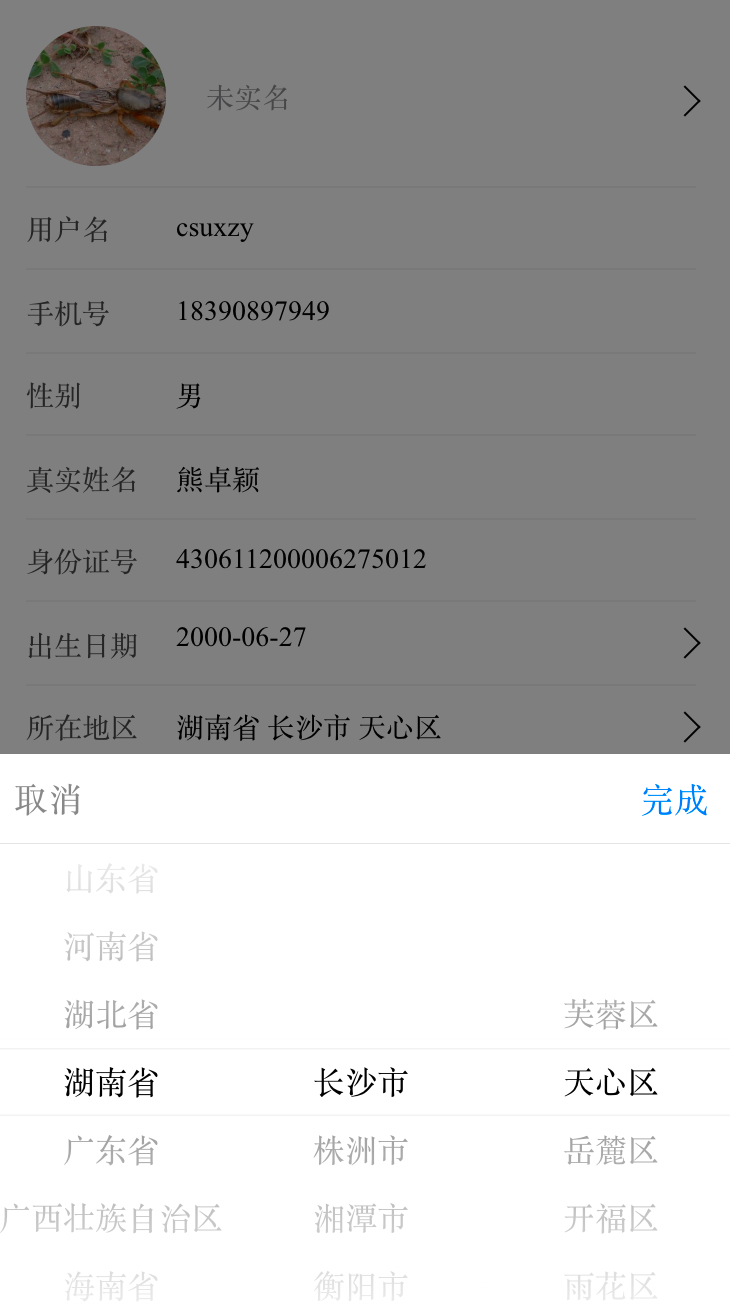 未实名
用户名 csuxzy
手机号 18390897949
性别 男
真实姓名 熊卓颖
身份证号 430611200006275012
出生日期 2000-06-27
所在地区 湖南省 长沙市 天心区
取消 完成
山东省
河南省
湖北省 芙蓉区
湖南省 长沙市 天心区
广东省 株洲市 岳麓区
广西壮族自治区 湘潭市 开福区
海南省 衡阳市 雨花区